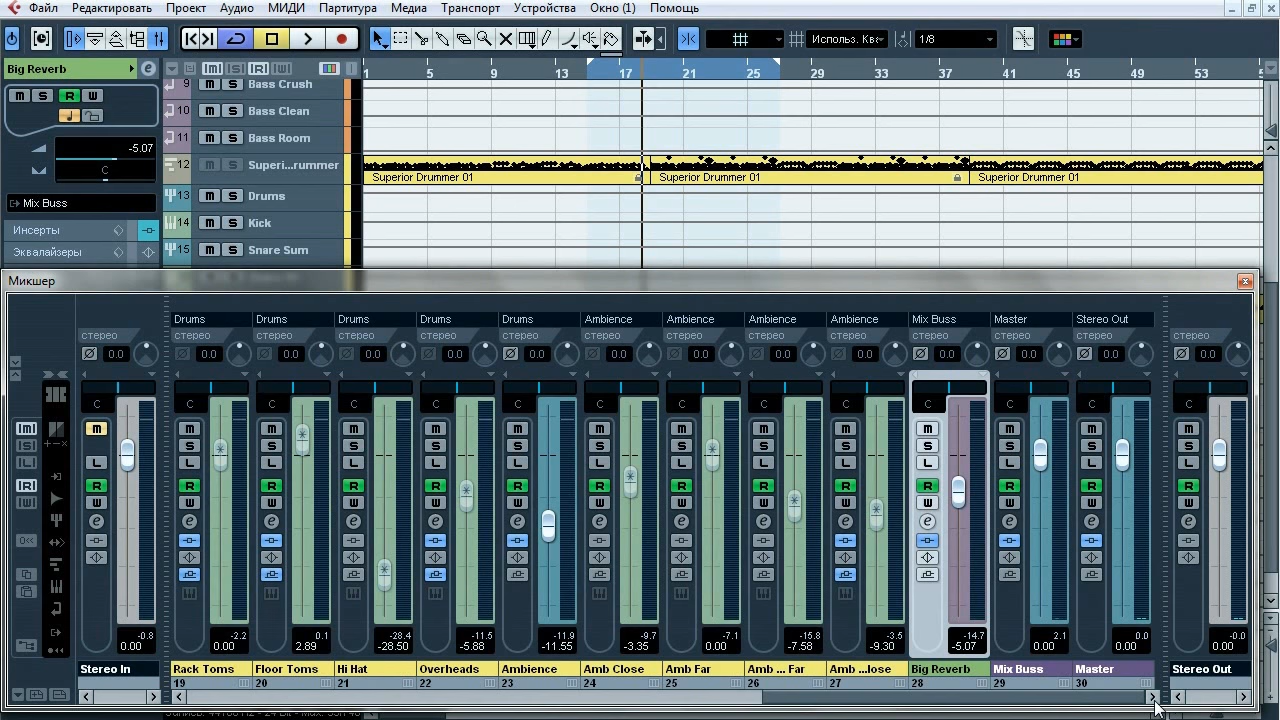 Файл Редактировать Проект Аудио МИДИ Партитура Медиа Транспорт Устройства Окно (1) Помощь
Использ. Ква 1/8
Big Reverb e
1 5 9 13 17 21 25 29 33 37 41 45 49 53
M S R W
-5.07
C
Mix Buss
Инсерты
Эквалайзеры
9 M S Bass Crush
10 M S Bass Clean
11 M S Bass Room
12 M S Superi...rummer
13 M S Drums
14 M S Kick
15 M S Snare Sum
Superior Drummer 01 Superior Drummer 01 Superior Drummer 01
Микшер
Drums Drums Drums Drums Drums Ambience Ambience Ambience Ambience Mix Buss Master Stereo Out
стерео стерео стерео стерео стерео стерео стерео стерео стерео стерео стерео стерео стерео стерео
0.0 0.0 0.0 0.0 0.0 0.0 0.0 0.0 0.0 0.0 0.0 0.0 0.0 0.0
C C C C C C C C C C C C C C
M M M M M M M M M M M M M
S S S S S S S S S S S S
L L L L L L L L L L L L L L
R R R R R R R R R R R R R R
W W W W W W W W W W W W W W
e e e e e e e e e e e e e e
-0.8 -2.2 0.1 -28.4 -11.5 -11.9 -9.7 -7.1 -15.8 -14.7 2.1 0.0 -0.0
0.00 0.00 2.89 -28.50 -11.55 -3.35 0.00 -7.58 -9.30 -5.07 0.00 0.00 0.00
Stereo In Rack Toms Floor Toms Hi Hat Overheats Ambience Amb Close Amb Far Amb ... Far Amb ...lose Big Reverb Mix Buss Master Stereo Out
19 20 21 22 23 24 25 26 27 28 29 30